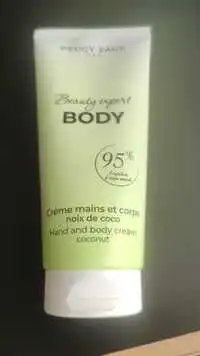 PEGGY SAGE
Beauty expert
BODY
95%
Crème mains et corps
noix de coco
Hand and body cream
coconut